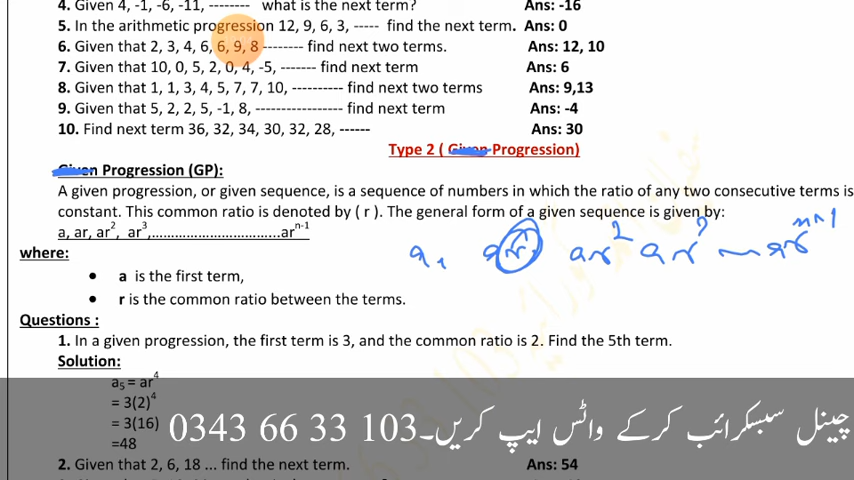 4. Given 4, -1, -6, -11, -------- what is the next term? Ans: -16
5. In the arithmetic progression 12, 9, 6, 3, ----- find the next term. Ans: 0
6. Given that 2, 3, 4, 6, 6, 9, 8 -------- find next two terms. Ans: 12, 10
7. Given that 10, 0, 5, 2, 0, 4, -5, ------- find next term Ans: 6
8. Given that 1, 1, 3, 4, 5, 7, 7, 10, ---------- find next two terms Ans: 9,13
9. Given that 5, 2, 2, 5, -1, 8, ----------------- find next term Ans: -4
10. Find next term 36, 32, 34, 30, 32, 28, ------ Ans: 30
Type 2 ( Given Progression)
Given Progression (GP):
A given progression, or given sequence, is a sequence of numbers in which the ratio of any two consecutive terms is
constant. This common ratio is denoted by ( r ). The general form of a given sequence is given by:
a, ar, ar², ar³,................................arⁿ⁻¹
a, ar, ar² ar³ ~ arⁿ⁺¹
where:
• a is the first term,
• r is the common ratio between the terms.
Questions :
1. In a given progression, the first term is 3, and the common ratio is 2. Find the 5th term.
Solution:
a₅ = ar⁴
= 3(2)⁴
= 3(16)
=48
چینل سبسکرائب کرکے واٹس ایپ کریں۔ 0343 66 33 103
2. Given that 2, 6, 18 ... find the next term. Ans: 54